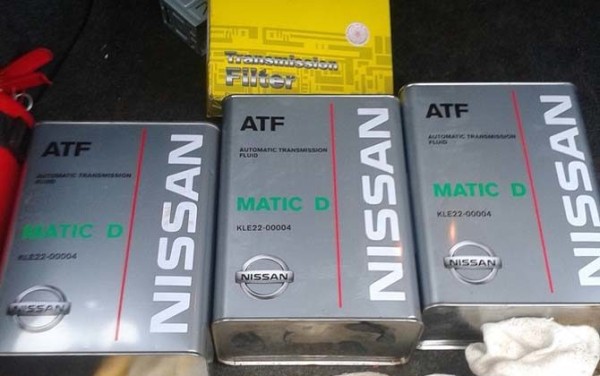 Transmission
Filter
ATF
AUTOMATIC TRANSMISSION
FLUID
MATIC D
KLE22-00004
NISSAN
NISSAN
ATF
AUTOMATIC TRANSMISSION
FLUID
MATIC D
KLE22-00004
NISSAN
NISSAN
ATF
AUTOMATIC TRANSMISSION
FLUID
MATIC D
KLE22-00004
NISSAN
NISSAN